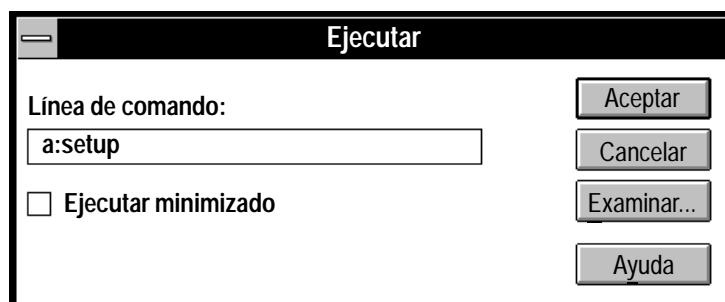 Ejecutar
Línea de comando:
a:setup
Ejecutar minimizado
Aceptar
Cancelar
Examinar...
Ayuda